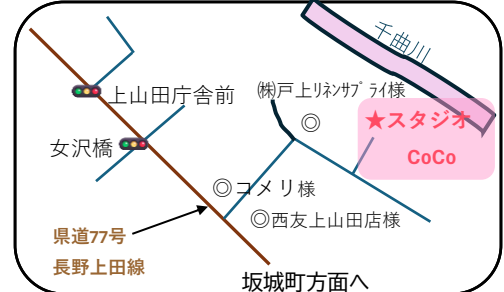 千曲川
上山田庁舎前
㈱戸上ﾘﾈﾝｻﾌﾟﾗｲ様
◎
★スタジオ
CoCo
女沢橋
◎コメリ様
◎西友上山田店様
県道77号
長野上田線
坂城町方面へ